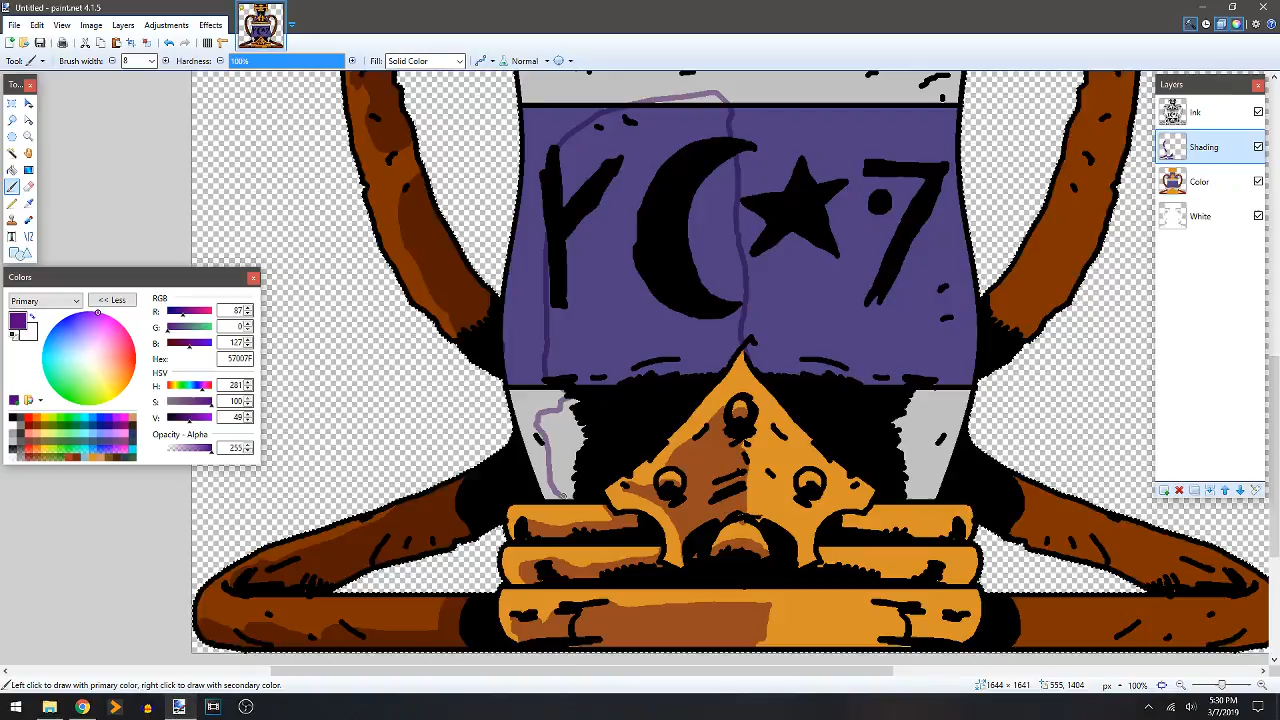 Untitled - paint.net 4.1.5
File Edit View Image Layers Adjustments Effects
Tool: Brush width: 8 Hardness: 100% Fill: Solid Color Normal
To...
Layers
Ink
Shading
Color
White
7
Colors
Primary << Less
RGB
R: 87
G: 0
B: 127
Hex: 57007F
HSV
H: 281
S: 100
V: 49
Opacity - Alpha
255
Left click to draw with primary color, right click to draw with secondary color. 1644 × 1641 555, 1404 px 100%
5:30 PM
3/7/2019